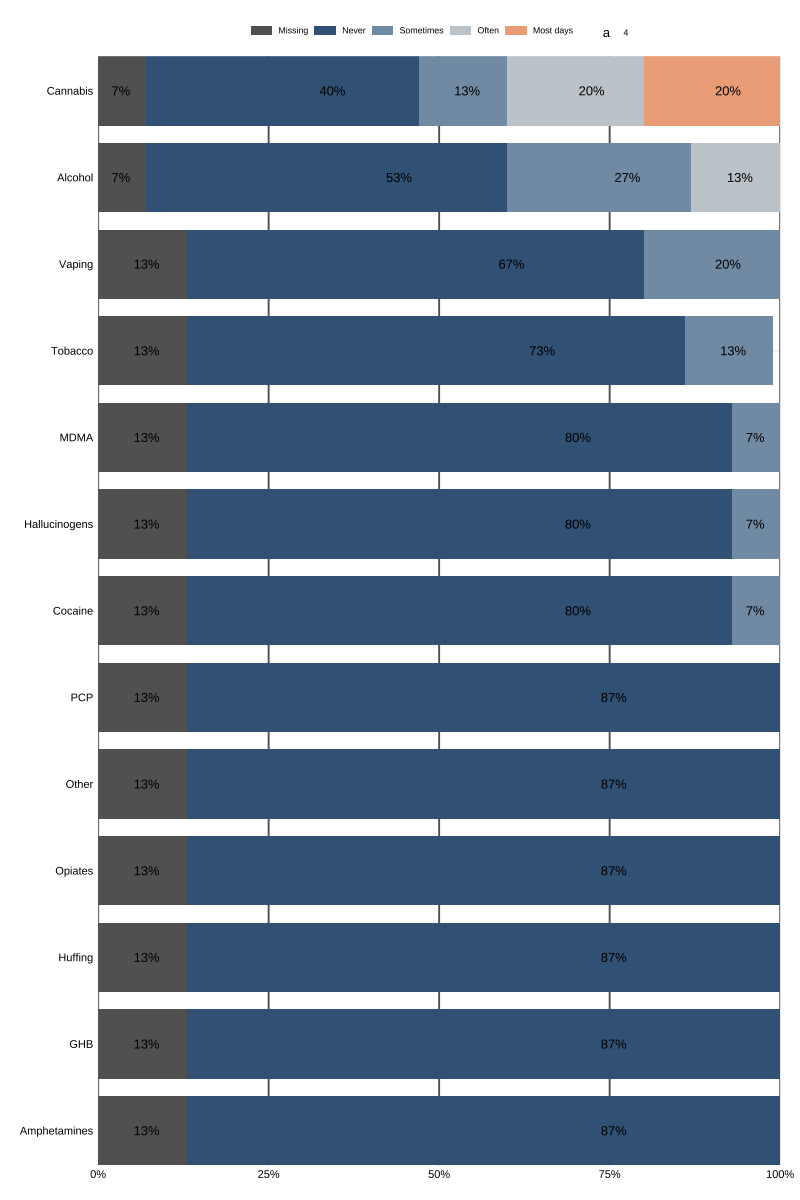 Missing Never Sometimes Often Most days a 4
Cannabis 7% 40% 13% 20% 20%
Alcohol 7% 53% 27% 13%
Vaping 13% 67% 20%
Tobacco 13% 73% 13%
MDMA 13% 80% 7%
Hallucinogens 13% 80% 7%
Cocaine 13% 80% 7%
PCP 13% 87%
Other 13% 87%
Opiates 13% 87%
Huffing 13% 87%
GHB 13% 87%
Amphetamines 13% 87%
0% 25% 50% 75% 100%